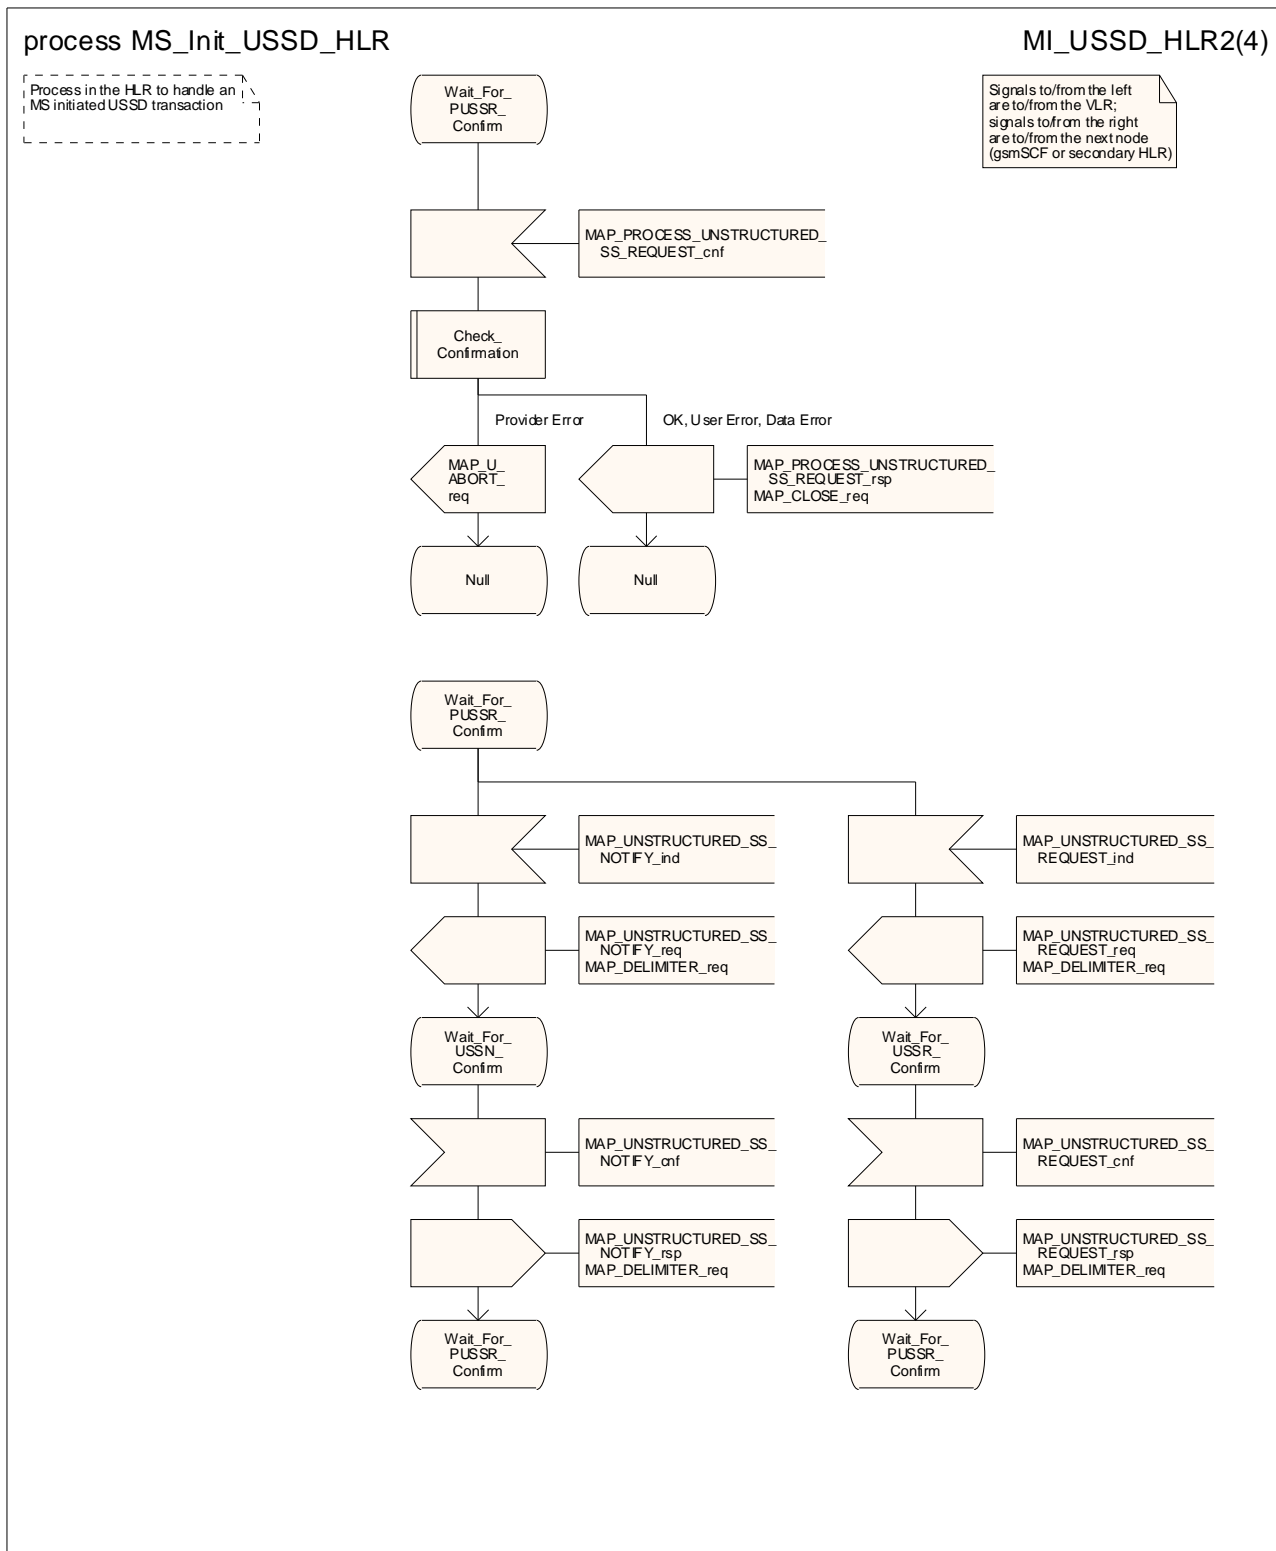 process MS_Init_USSD_HLR
MI_USSD_HLR2(4)
Process in the HLR to handle an
MS initiated USSD transaction
Wait_For_
PUSSR_
Confirm
Signals to/from the left
are to/from the VLR;
signals to/from the right
are to/from the next node
(gsmSCF or secondary HLR)
MAP_PROCESS_UNSTRUCTURED_
SS_REQUEST_cnf
Check_
Confirmation
Provider Error
OK, User Error, Data Error
MAP_U_
ABORT_
req
MAP_PROCESS_UNSTRUCTURED_
SS_REQUEST_rsp
MAP_CLOSE_req
Null
Null
Wait_For_
PUSSR_
Confirm
MAP_UNSTRUCTURED_SS_
NOTIFY_ind
MAP_UNSTRUCTURED_SS_
REQUEST_ind
MAP_UNSTRUCTURED_SS_
NOTIFY_req
MAP_DELIMITER_req
MAP_UNSTRUCTURED_SS_
REQUEST_req
MAP_DELIMITER_req
Wait_For_
USSN_
Confirm
Wait_For_
USSR_
Confirm
MAP_UNSTRUCTURED_SS_
NOTIFY_cnf
MAP_UNSTRUCTURED_SS_
REQUEST_cnf
MAP_UNSTRUCTURED_SS_
NOTIFY_rsp
MAP_DELIMITER_req
MAP_UNSTRUCTURED_SS_
REQUEST_rsp
MAP_DELIMITER_req
Wait_For_
PUSSR_
Confirm
Wait_For_
PUSSR_
Confirm